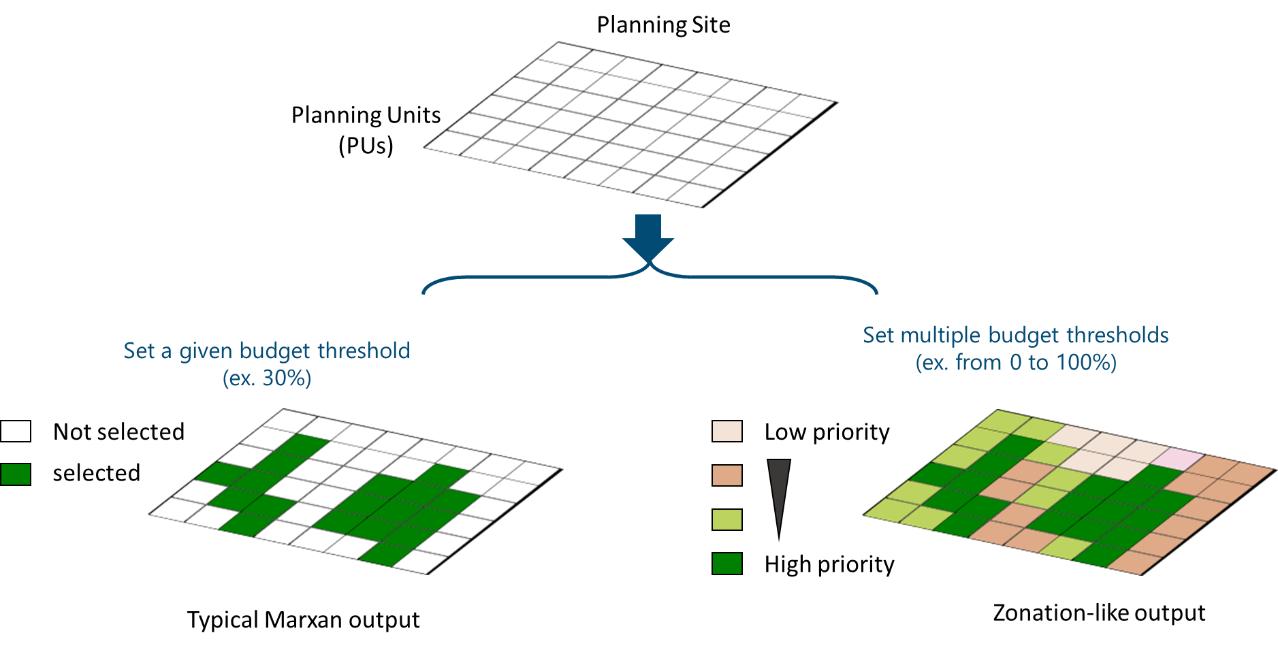 Planning Site
Planning Units
(PUs)
Set a given budget threshold
(ex. 30%)
Set multiple budget thresholds
(ex. from 0 to 100%)
Not selected
selected
Low priority
High priority
Typical Marxan output
Zonation-like output